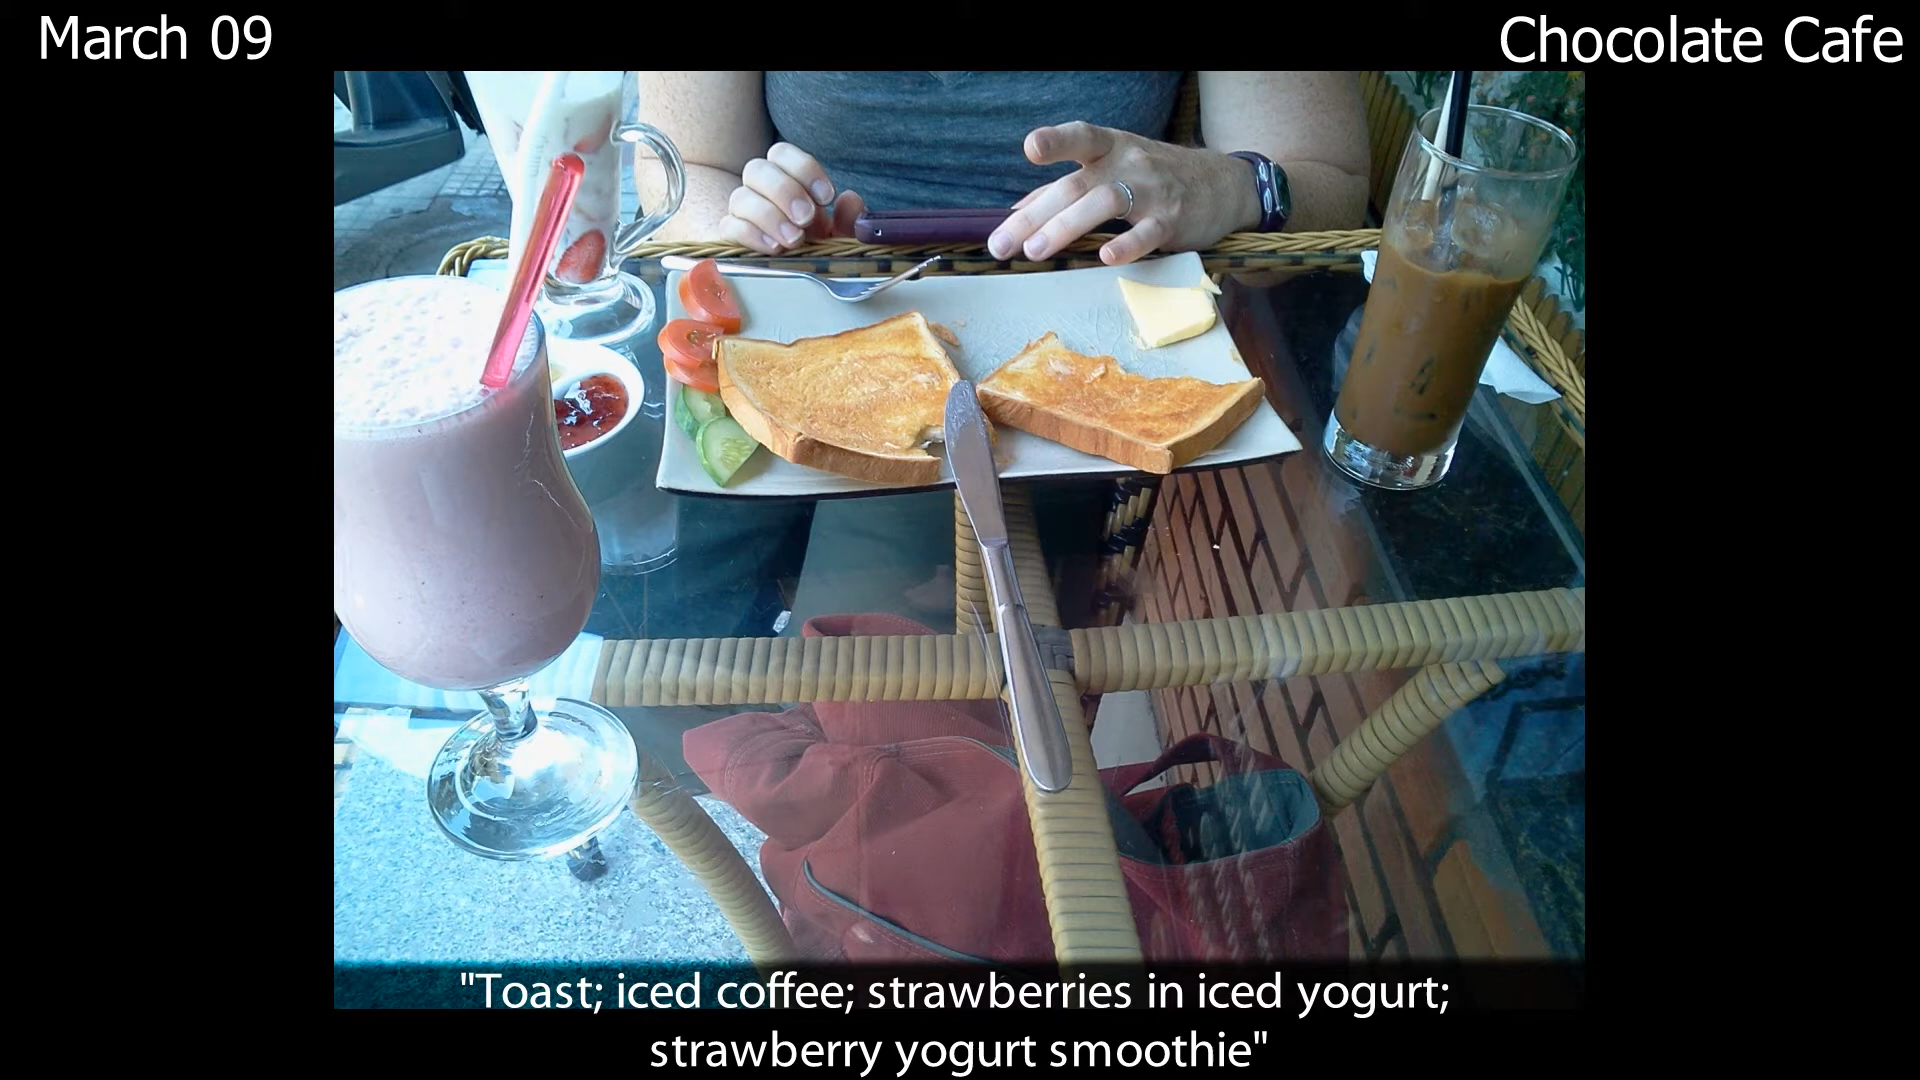 March 09
Chocolate Cafe
"Toast; iced coffee; strawberries in iced yogurt;
strawberry yogurt smoothie"